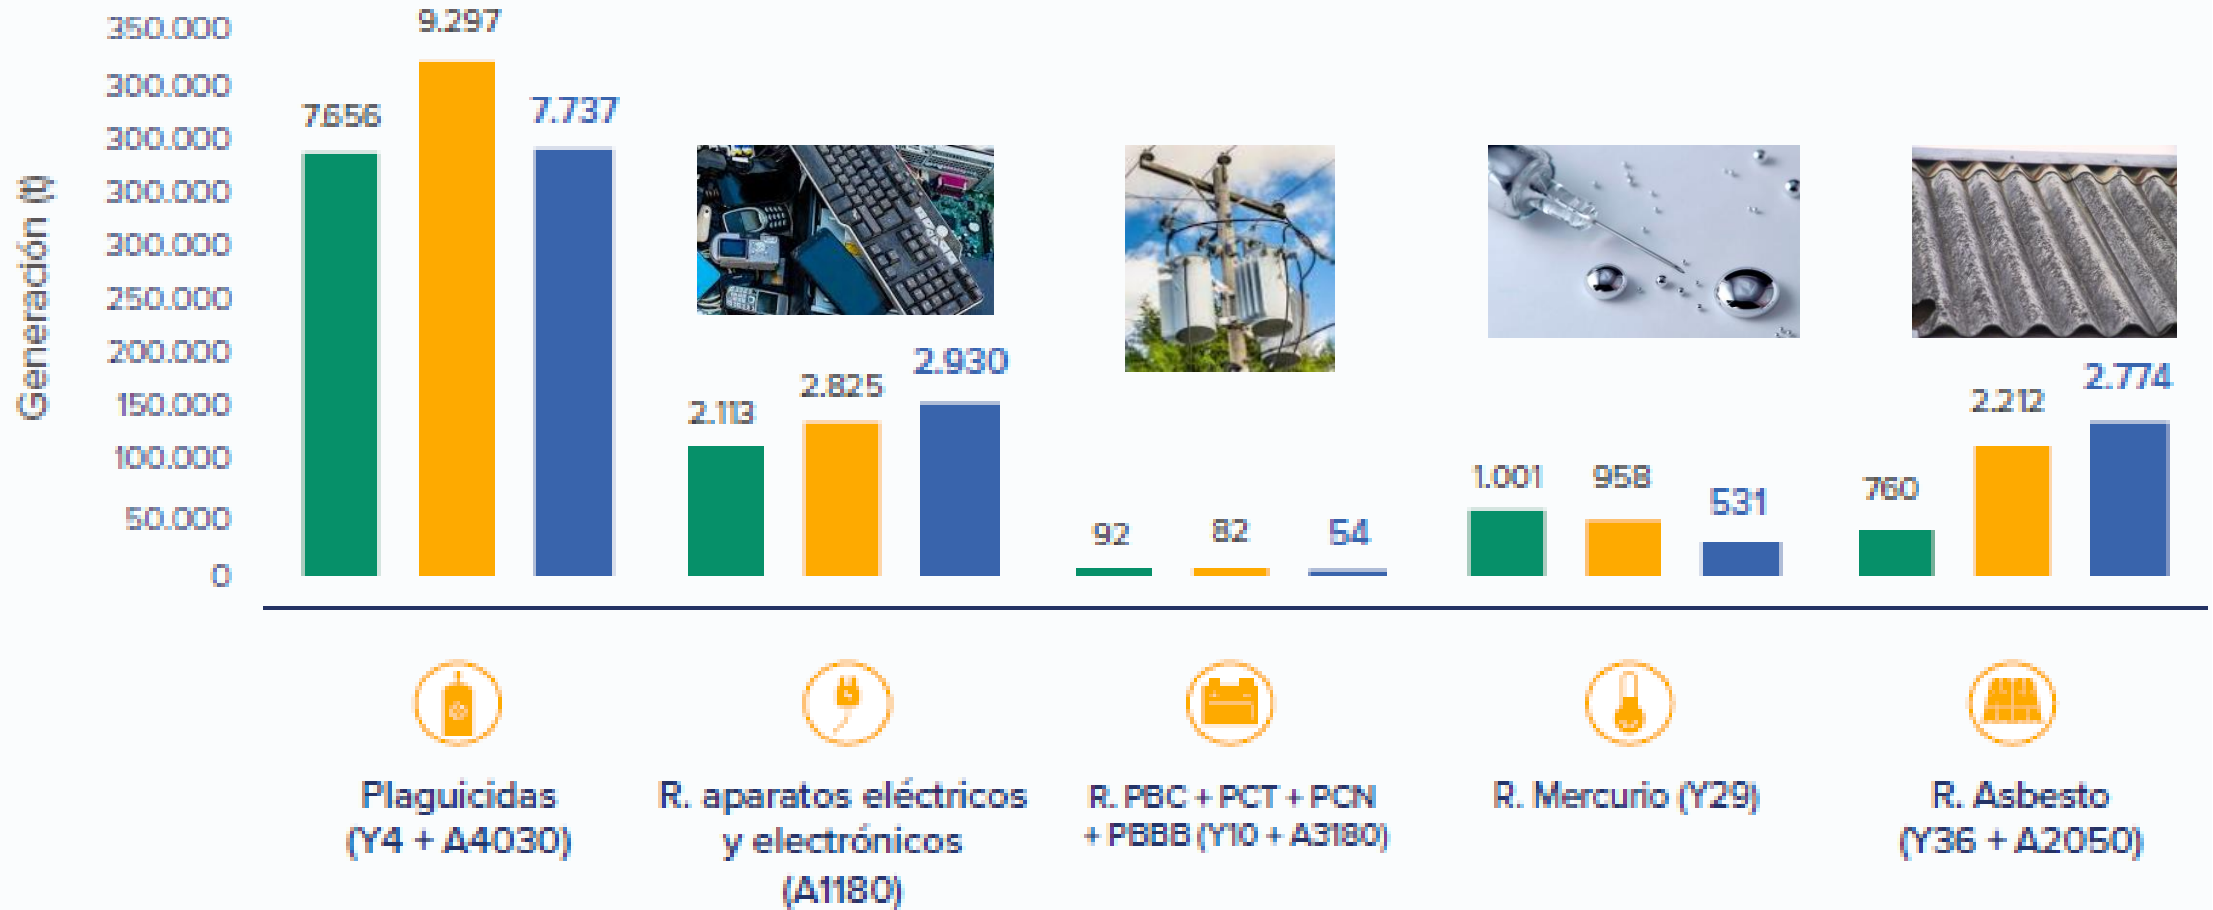 Generación (t)
350.000
300.000
300.000
300.000
300.000
250.000
200.000
150.000
100.000
50.000
0
7.656
9.297
7.737
2.113
2.825
2.930
92
82
54
1.001
958
531
760
2.212
2.774
Plaguicidas
(Y4 + A4030)
R. aparatos eléctricos
y electrónicos
(A1180)
R. PBC + PCT + PCN
+ PBBB (Y10 + A3180)
R. Mercurio (Y29)
R. Asbesto
(Y36 + A2050)